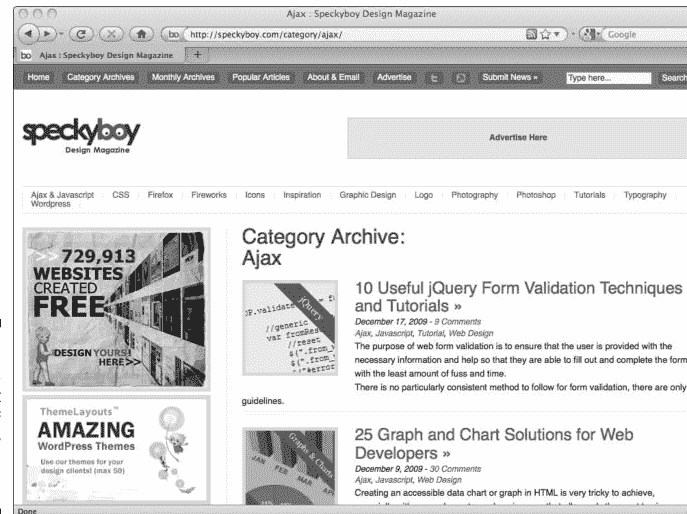 Ajax : Speckyboy Design Magazine
http://speckyboy.com/category/ajax/
Google
Ajax : Speckyboy Design Magazine
Home Category Archives Monthly Archives Popular Articles About & Email Advertise Submit News » Type here... Search
speckyboy
Design Magazine
Advertise Here
Ajax & Javascript CSS Firefox Fireworks Icons Inspiration Graphic Design Logo Photography Photoshop Tutorials Typography
Wordpress
>> 729,913
WEBSITES
CREATED
FREE
DESIGN YOURS!
HERE>>
ThemeLayouts™
AMAZING
WordPress Themes
Use our themes for your
design clients! (max 50)
Category Archive:
Ajax
jQuery
//generic
//reset
10 Useful jQuery Form Validation Techniques
and Tutorials »
December 17, 2009 - 9 Comments
Ajax, Javascript, Tutorial, Web Design
The purpose of web form validation is to ensure that the user is provided with the
necessary information and help so that they are able to fill out and complete the form
with the least amount of fuss and time.
There is no particularly consistent method to follow for form validation, there are only
guidelines.
Graphs & Charts
JAN FEB MAR
25 Graph and Chart Solutions for Web
Developers »
December 9, 2009 - 30 Comments
Ajax, Javascript, Web Design
Creating an accessible data chart or graph in HTML is very tricky to achieve,
Done